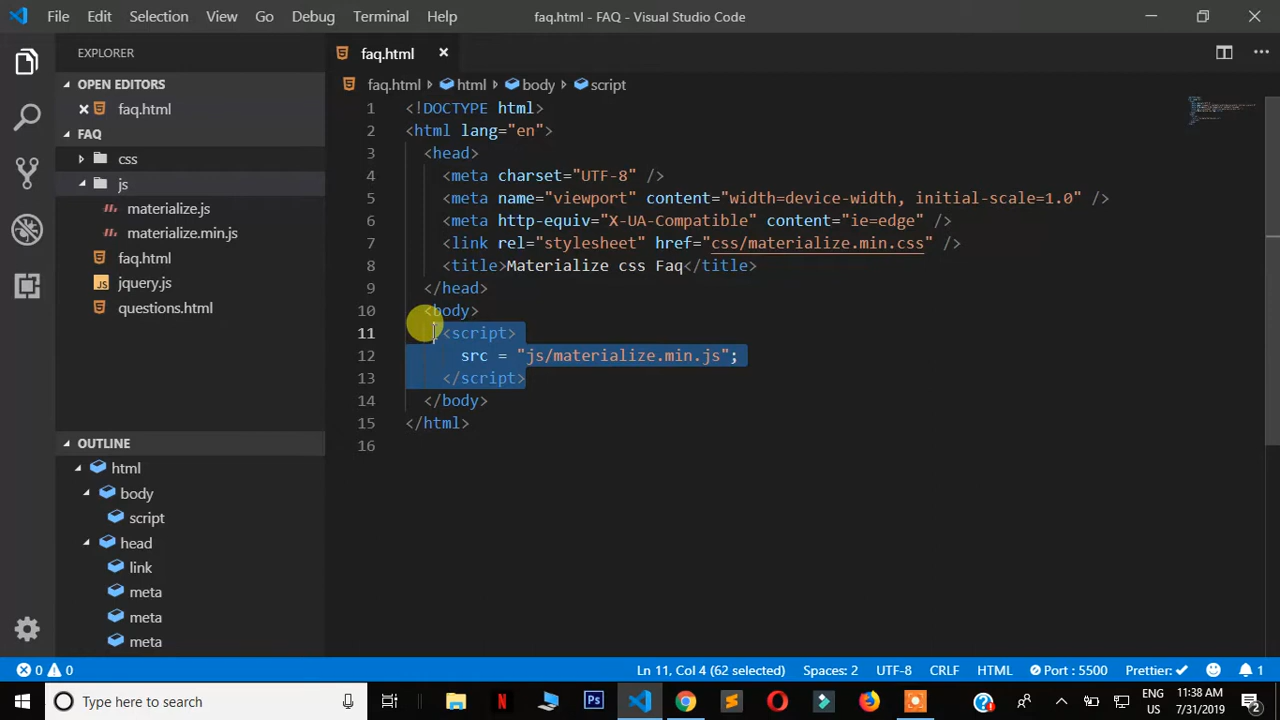 File Edit Selection View Go Debug Terminal Help faq.html - FAQ - Visual Studio Code
EXPLORER
OPEN EDITORS
faq.html
FAQ
css
js
materialize.js
materialize.min.js
faq.html
JS jquery.js
questions.html
OUTLINE
html
body
script
head
link
meta
meta
meta
faq.html
faq.html html body script
1 <!DOCTYPE html>
2 <html lang="en">
3 <head>
4 <meta charset="UTF-8" />
5 <meta name="viewport" content="width=device-width, initial-scale=1.0" />
6 <meta http-equiv="X-UA-Compatible" content="ie=edge" />
7 <link rel="stylesheet" href="css/materialize.min.css" />
8 <title>Materialize css Faq</title>
9 </head>
10 <body>
11 <script>
12 src = "js/materialize.min.js";
13 </script>
14 </body>
15 </html>
16
0 0 Ln 11, Col 4 (62 selected) Spaces: 2 UTF-8 CRLF HTML Port : 5500 Prettier: 1
Type here to search
N
Ps
ENG
US
11:38 AM
7/31/2019
2